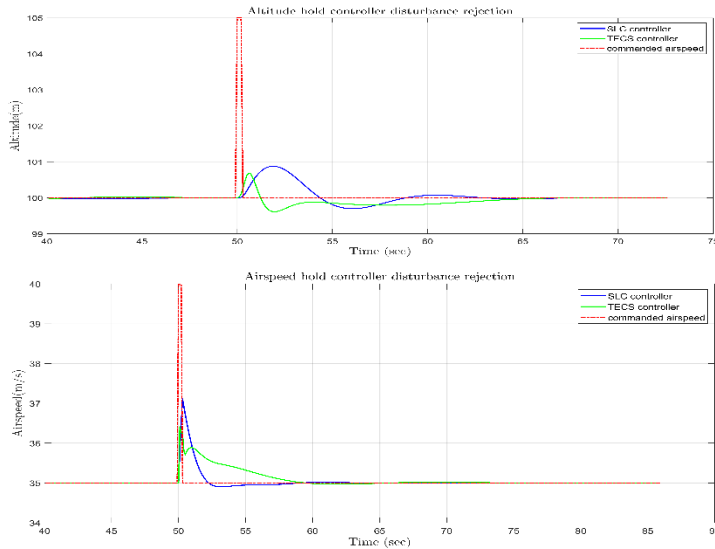 Altitude hold controller disturbance rejection
105
104
103
102
101
100
99
Altitude(m)
SLC controller
TECS controller
commanded airspeed
40 45 50 55 60 65 70 75
Time (sec)
Airspeed hold controller disturbance rejection
40
39
38
37
36
35
34
Airspeed(m/s)
SLC controller
TECS controller
commanded airspeed
40 45 50 55 60 65 70 75 80 85 90
Time (sec)